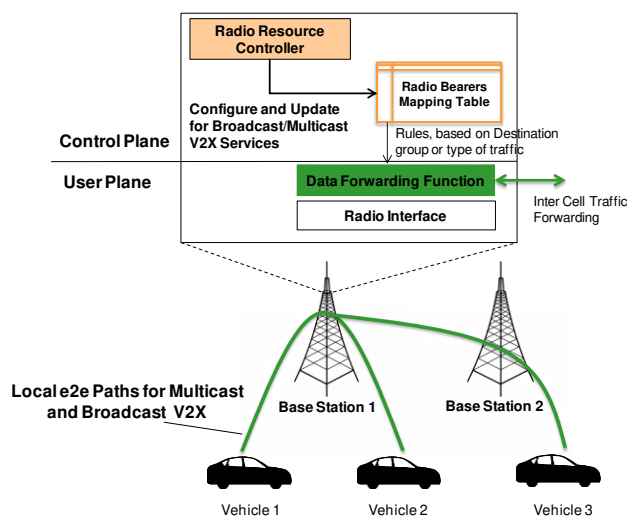 Radio Resource
Controller
Radio Bearers
Mapping Table
Configure and Update
for Broadcast/Multicast
V2X Services
Control Plane
Rules, based on Destination
group or type of traffic
User Plane
Data Forwarding Function
Inter Cell Traffic
Forwarding
Radio Interface
Local e2e Paths for Multicast
and Broadcast V2X
Base Station 1
Base Station 2
Vehicle 1
Vehicle 2
Vehicle 3